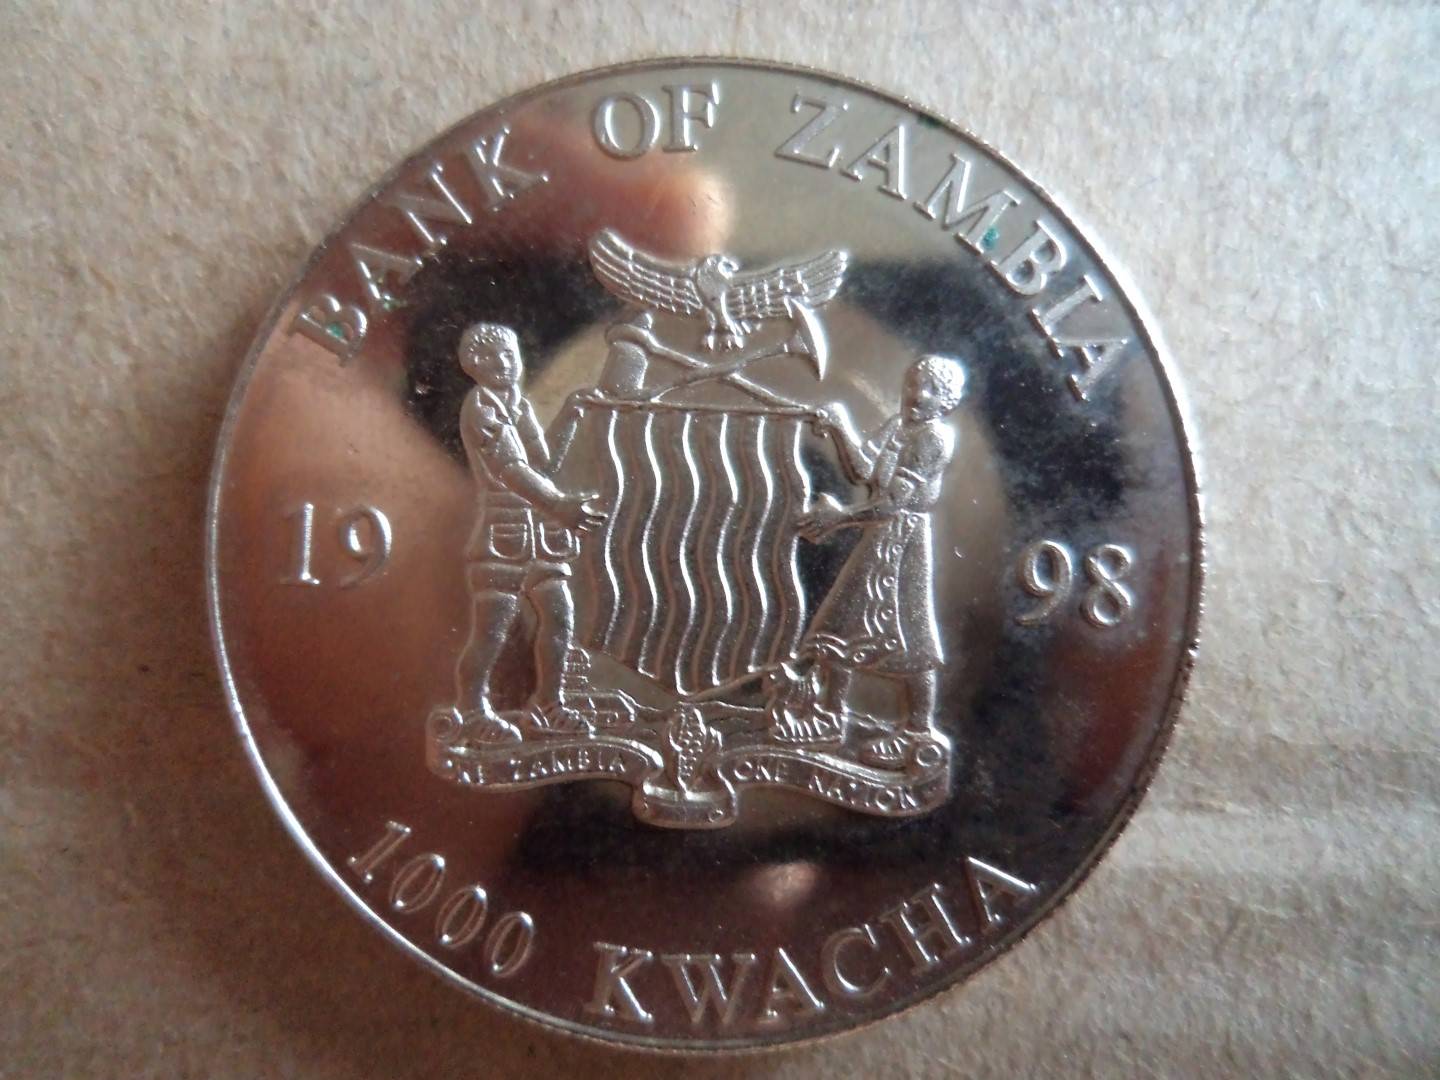 BANK OF ZAMBIA
19 98
ONE ZAMBIA ONE NATION
1000 KWACHA